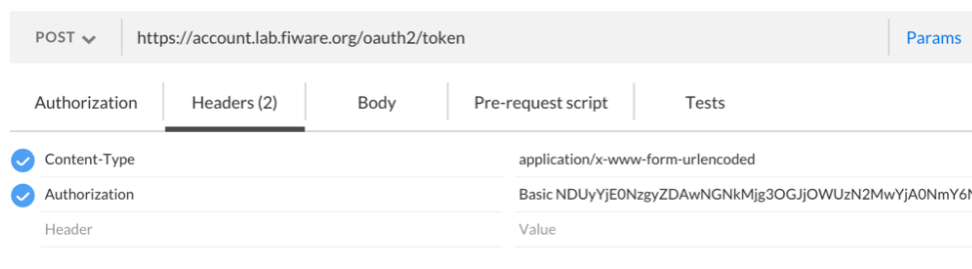 POST https://account.lab.fiware.org/oauth2/token Params
Authorization Headers (2) Body Pre-request script Tests
Content-Type application/x-www-form-urlencoded
Authorization Basic NDUyYjE0NzgyZDAwNGNkMjg3OGJjOWUzN2MwYjA0NmY6N
Header Value